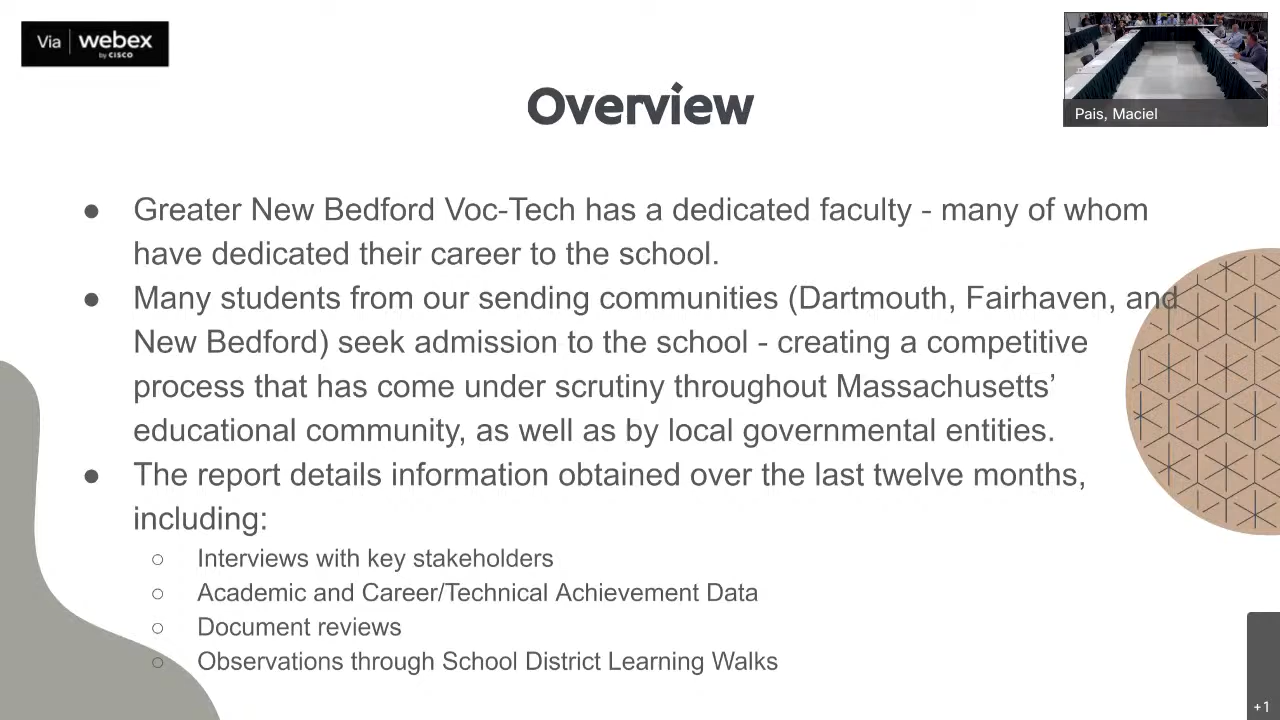 Via webex
by CISCO
Overview
Pais, Maciel
● Greater New Bedford Voc-Tech has a dedicated faculty - many of whom
have dedicated their career to the school.
● Many students from our sending communities (Dartmouth, Fairhaven, and
New Bedford) seek admission to the school - creating a competitive
process that has come under scrutiny throughout Massachusetts’
educational community, as well as by local governmental entities.
● The report details information obtained over the last twelve months,
including:
○ Interviews with key stakeholders
○ Academic and Career/Technical Achievement Data
○ Document reviews
○ Observations through School District Learning Walks
+1